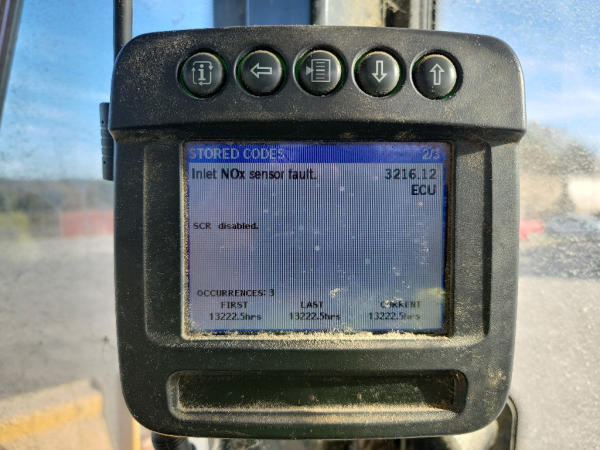 STORED CODES 2/3
Inlet NOx sensor fault. 3216.12
ECU
SCR disabled.
OCCURRENCES: 3
FIRST LAST CURRENT
13222.5hrs 13222.5hrs 13222.5hrs